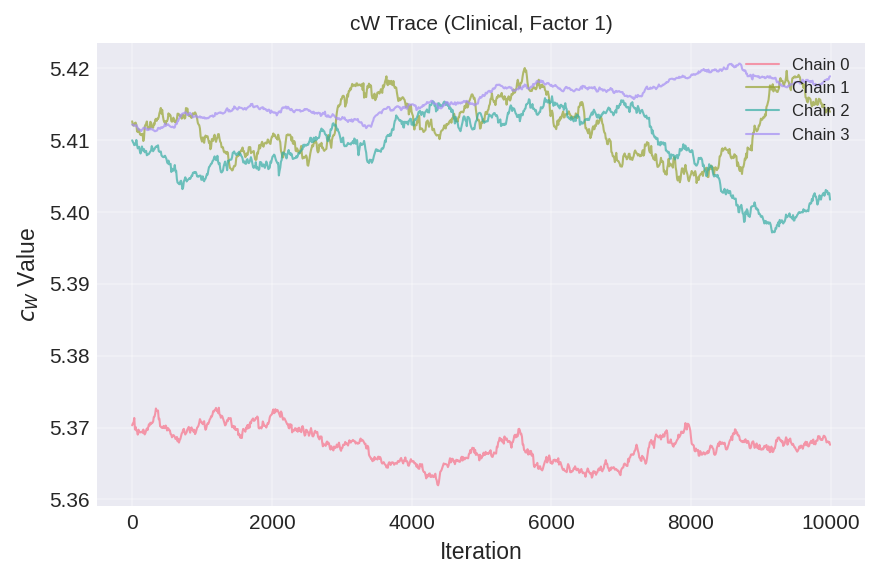 cW Trace (Clinical, Factor 1)
Chain 0
Chain 1
Chain 2
Chain 3
5.42
5.41
5.40
5.39
5.38
5.37
5.36
cW Value
0 2000 4000 6000 8000 10000
Iteration